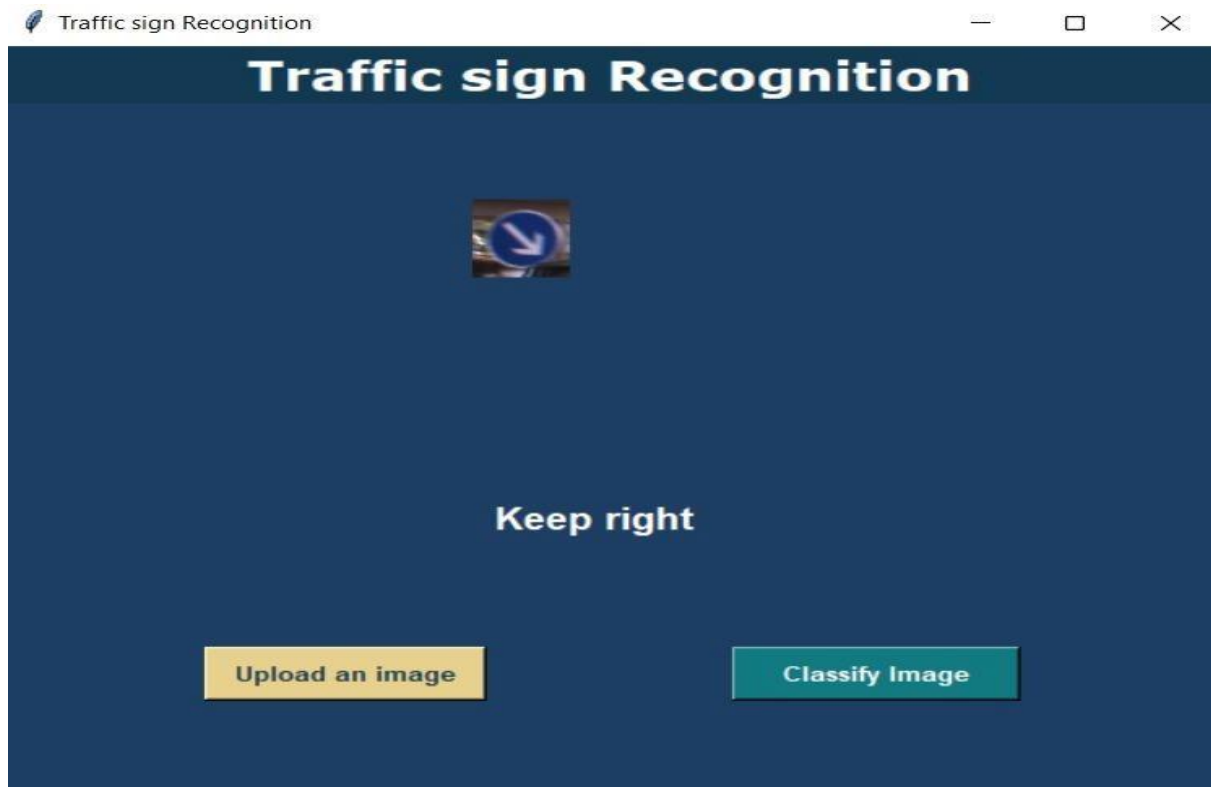 Traffic sign Recognition
Traffic sign Recognition
Keep right
Upload an image
Classify Image